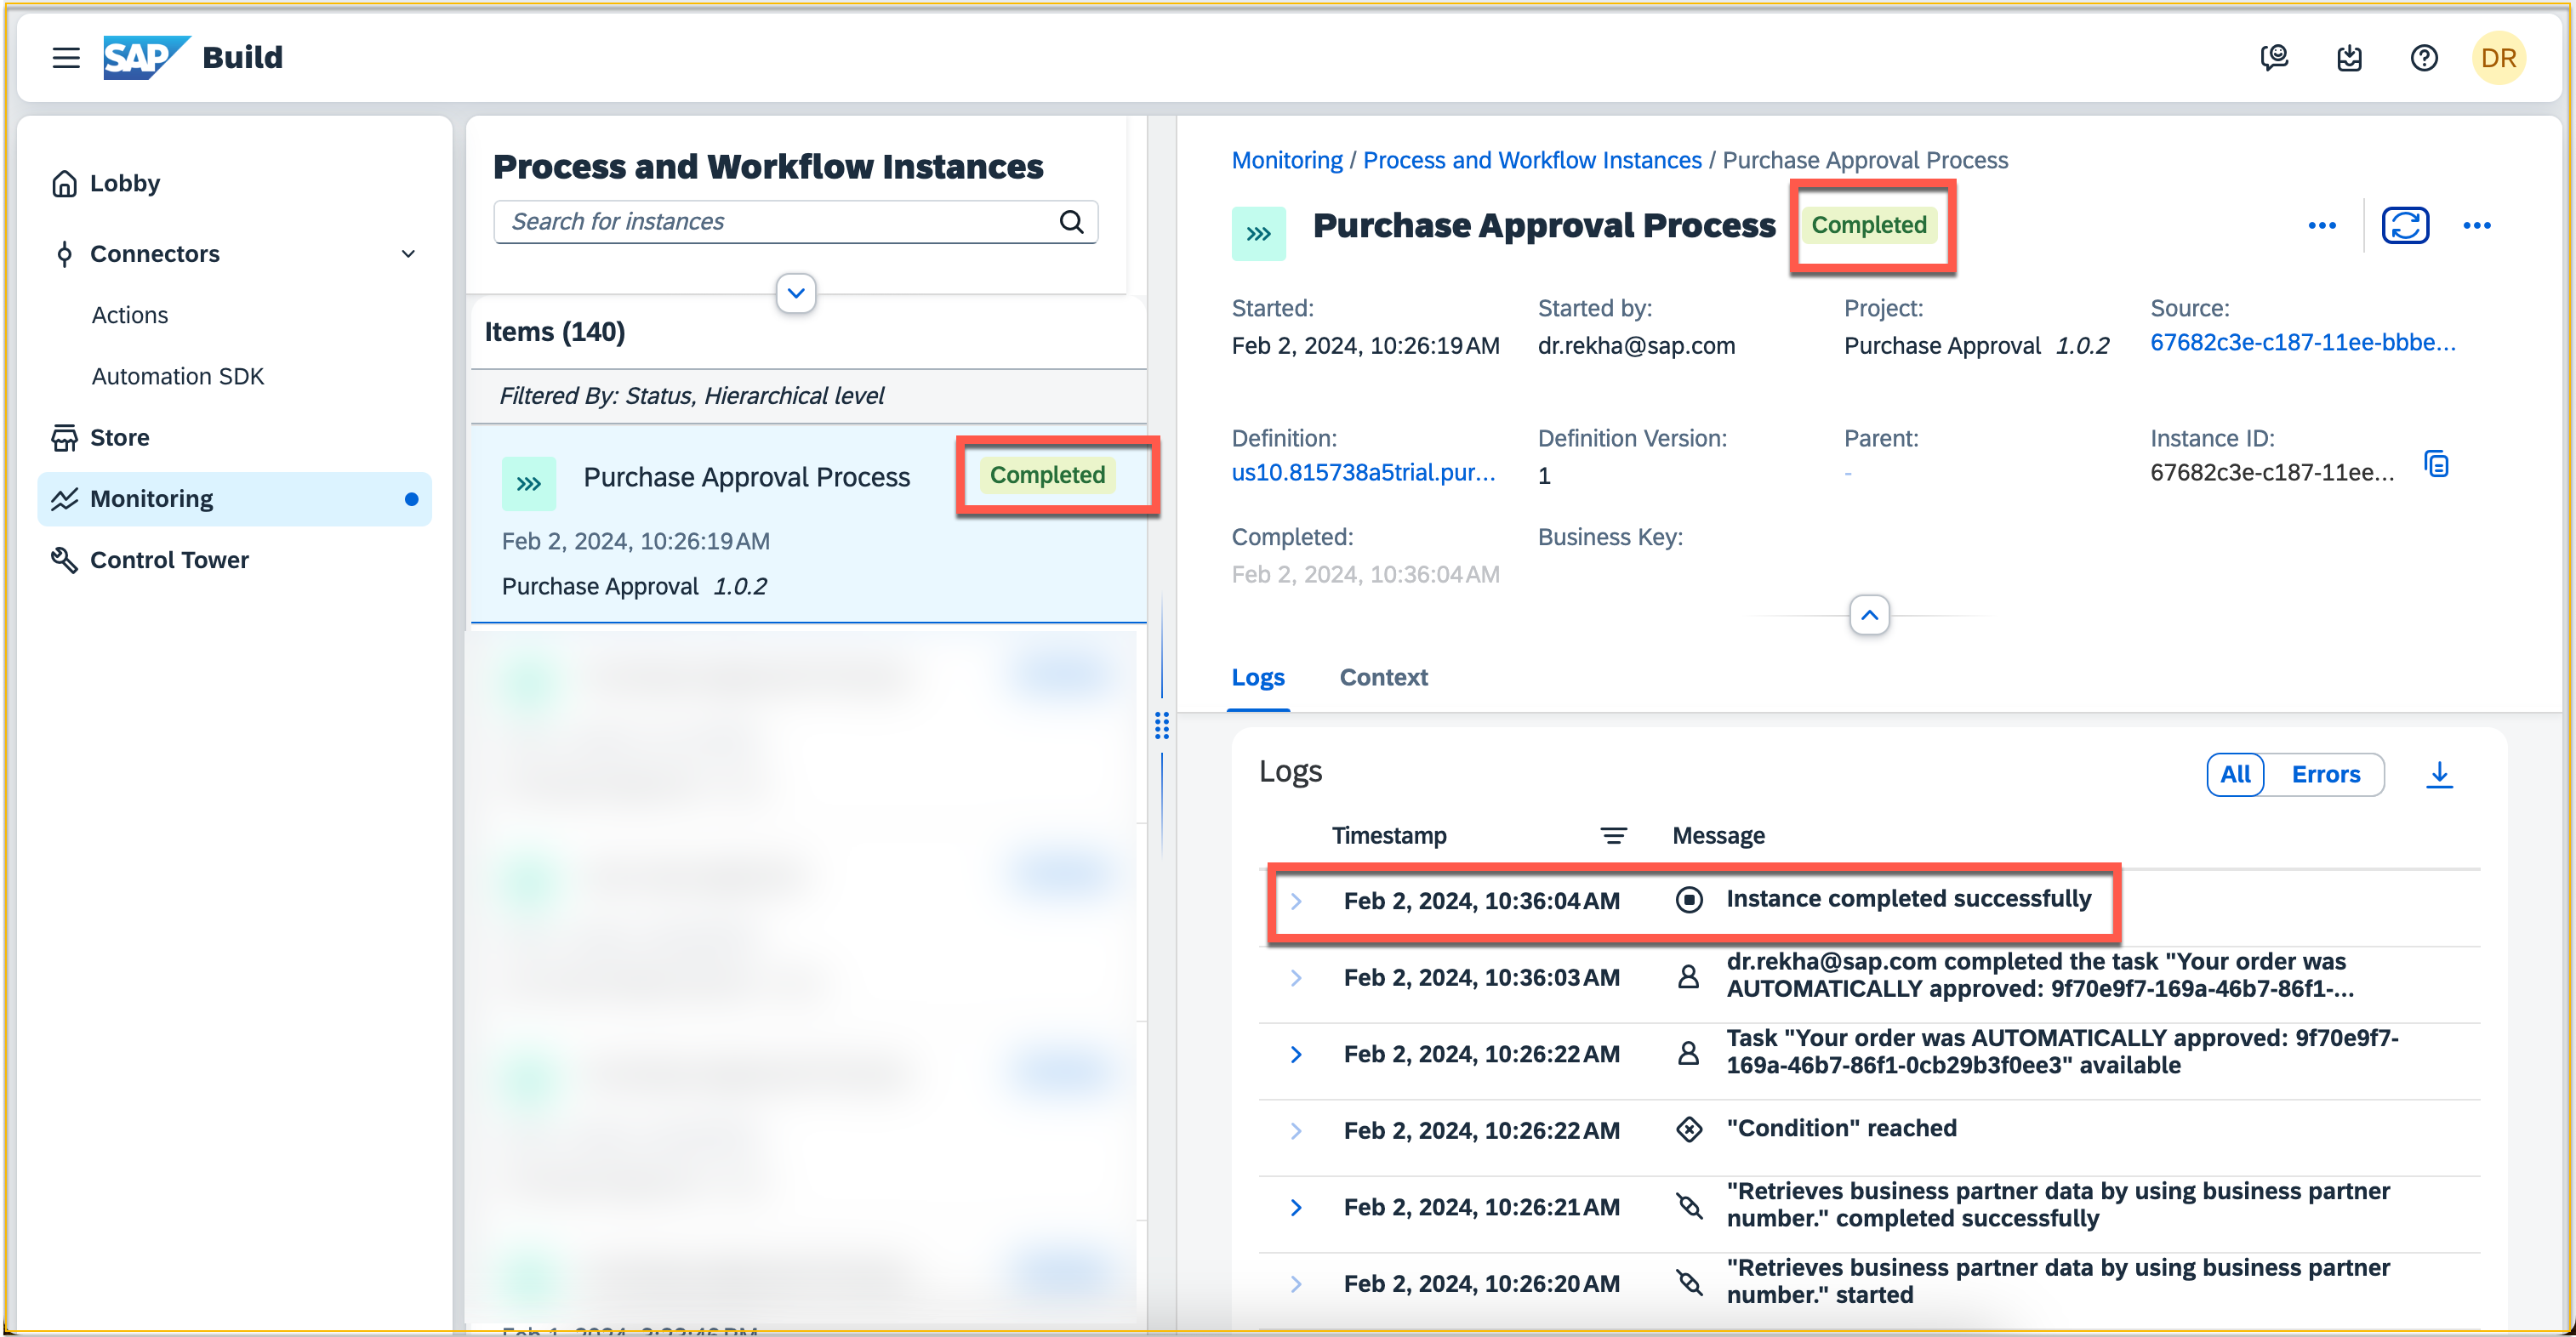 SAP Build
DR
Lobby
Connectors
Actions
Automation SDK
Store
Monitoring
Control Tower
Process and Workflow Instances
Search for instances
Items (140)
Filtered By: Status, Hierarchical level
Purchase Approval Process Completed
Feb 2, 2024, 10:26:19 AM
Purchase Approval 1.0.2
Monitoring / Process and Workflow Instances / Purchase Approval Process
Purchase Approval Process Completed
Started: Started by: Project: Source:
Feb 2, 2024, 10:26:19 AM dr.rekha@sap.com Purchase Approval 1.0.2 67682c3e-c187-11ee-bbbe...
Definition: Definition Version: Parent: Instance ID:
us10.815738a5trial.pur... 1 - 67682c3e-c187-11ee...
Completed: Business Key:
Feb 2, 2024, 10:36:04 AM
Logs Context
Logs
All Errors
Timestamp Message
Feb 2, 2024, 10:36:04 AM Instance completed successfully
Feb 2, 2024, 10:36:03 AM dr.rekha@sap.com completed the task "Your order was
AUTOMATICALLY approved: 9f70e9f7-169a-46b7-86f1-...
Feb 2, 2024, 10:26:22 AM Task "Your order was AUTOMATICALLY approved: 9f70e9f7-
169a-46b7-86f1-0cb29b3f0ee3" available
Feb 2, 2024, 10:26:22 AM "Condition" reached
Feb 2, 2024, 10:26:21 AM "Retrieves business partner data by using business partner
number." completed successfully
Feb 2, 2024, 10:26:20 AM "Retrieves business partner data by using business partner
number." started